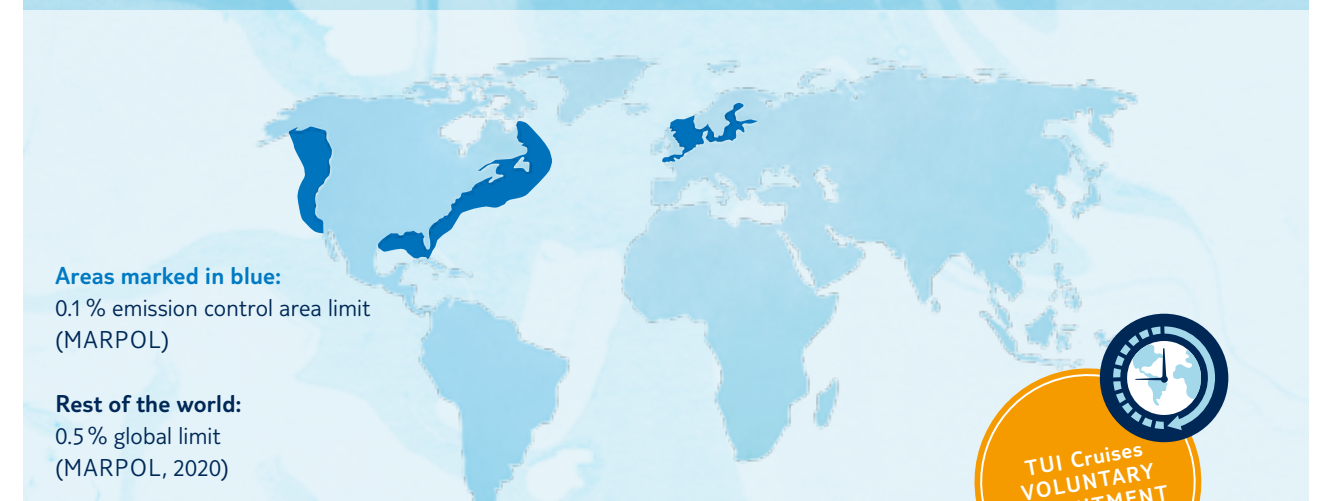 Areas marked in blue:
0.1 % emission control area limit
(MARPOL)
Rest of the world:
0.5 % global limit
(MARPOL, 2020)
TUI Cruises
VOLUNTARY